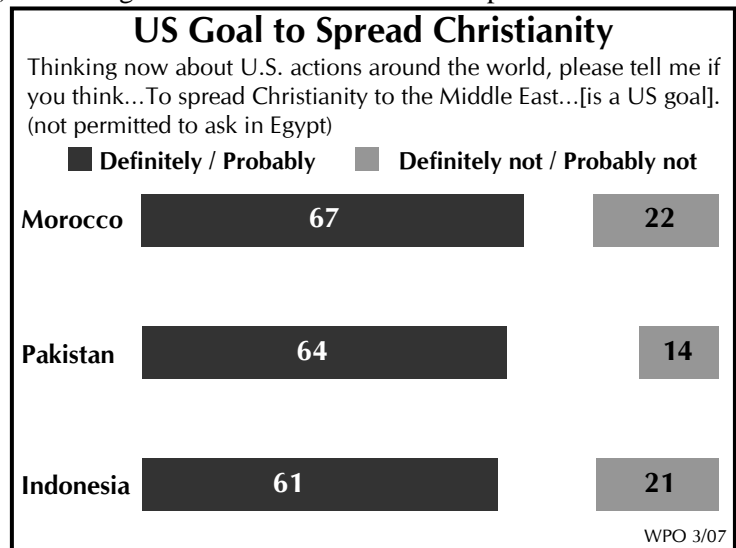 US Goal to Spread Christianity
Thinking now about U.S. actions around the world, please tell me if
you think…To spread Christianity to the Middle East…[is a US goal].
(not permitted to ask in Egypt)
Definitely / Probably Definitely not / Probably not
Morocco 67 22
Pakistan 64 14
Indonesia 61 21
WPO 3/07